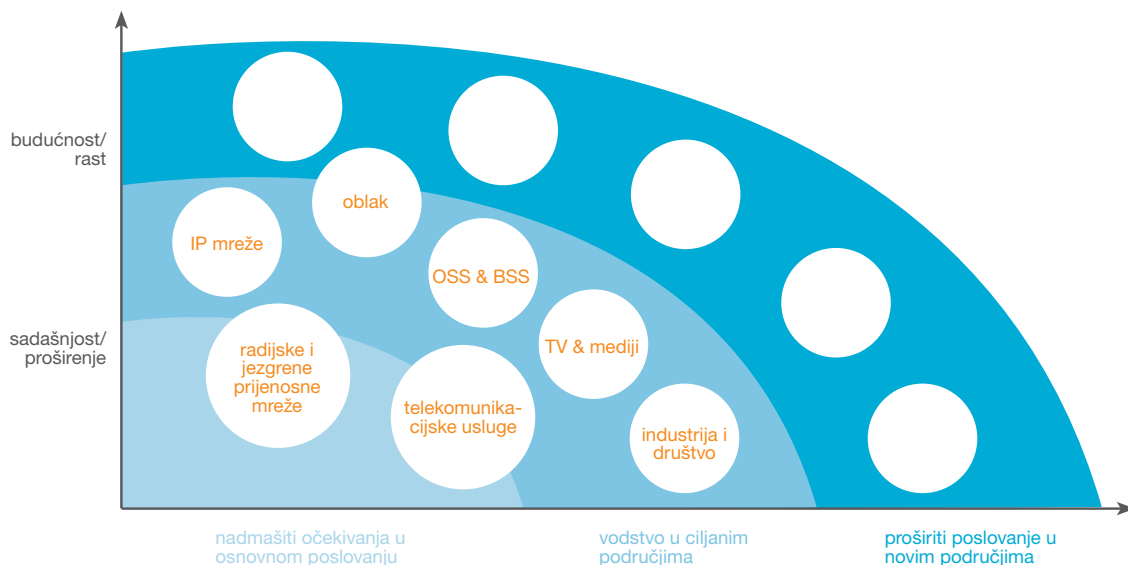 budućnost/
rast
oblak
IP mreže
OSS & BSS
sadašnjost/
proširenje
TV & mediji
radijske i
jezgrene
prijenosne
mreže
telekomunika-
cijske usluge
industrija i
društvo
nadmašiti očekivanja u
osnovnom poslovanju
vodstvo u ciljanim
područjima
proširiti poslovanje u
novim područjima